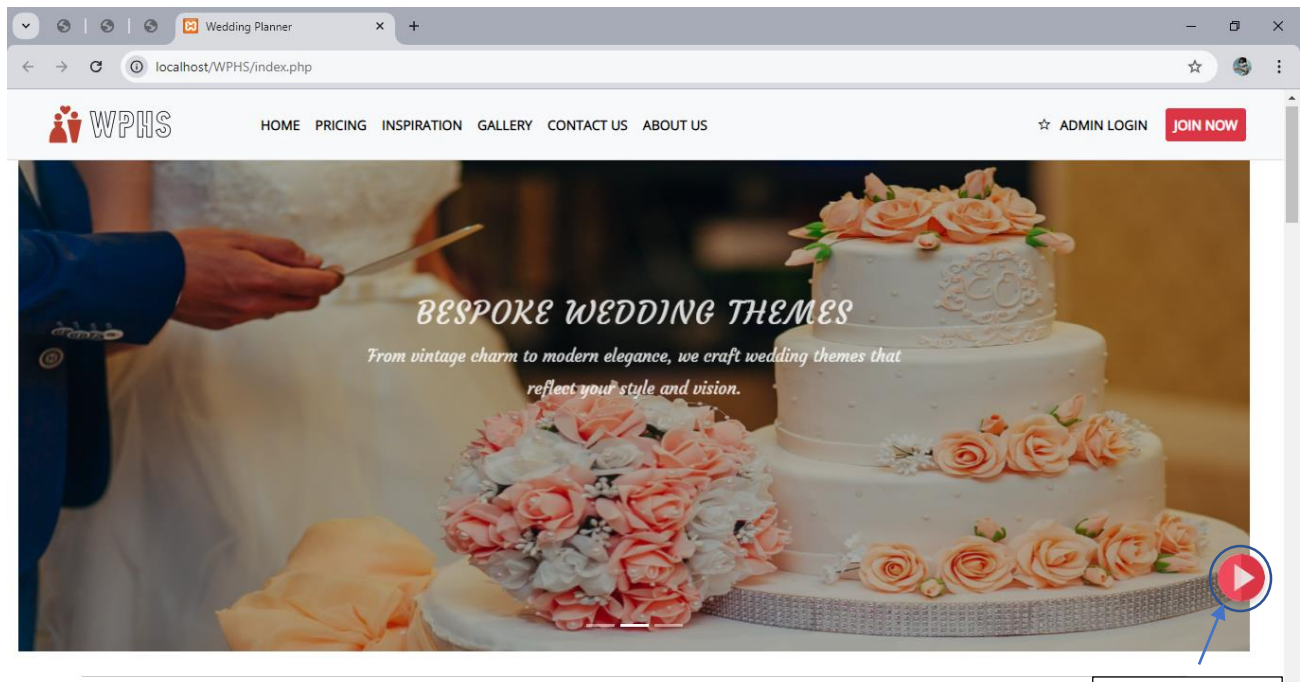 Wedding Planner
localhost/WPHS/index.php
WPHS HOME PRICING INSPIRATION GALLERY CONTACT US ABOUT US ☆ ADMIN LOGIN JOIN NOW
BESPOKE WEDDING THEMES
From vintage charm to modern elegance, we craft wedding themes that
reflect your style and vision.